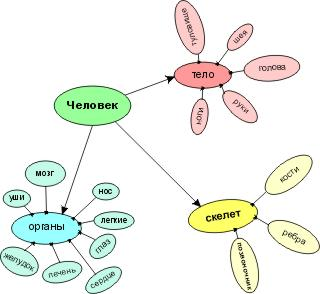 туловище
шея
тело
голова
ноги
руки
Человек
мозг
уши
нос
легкие
органы
глаз
желудок
печень
сердце
кости
скелет
ребра
позвоночник